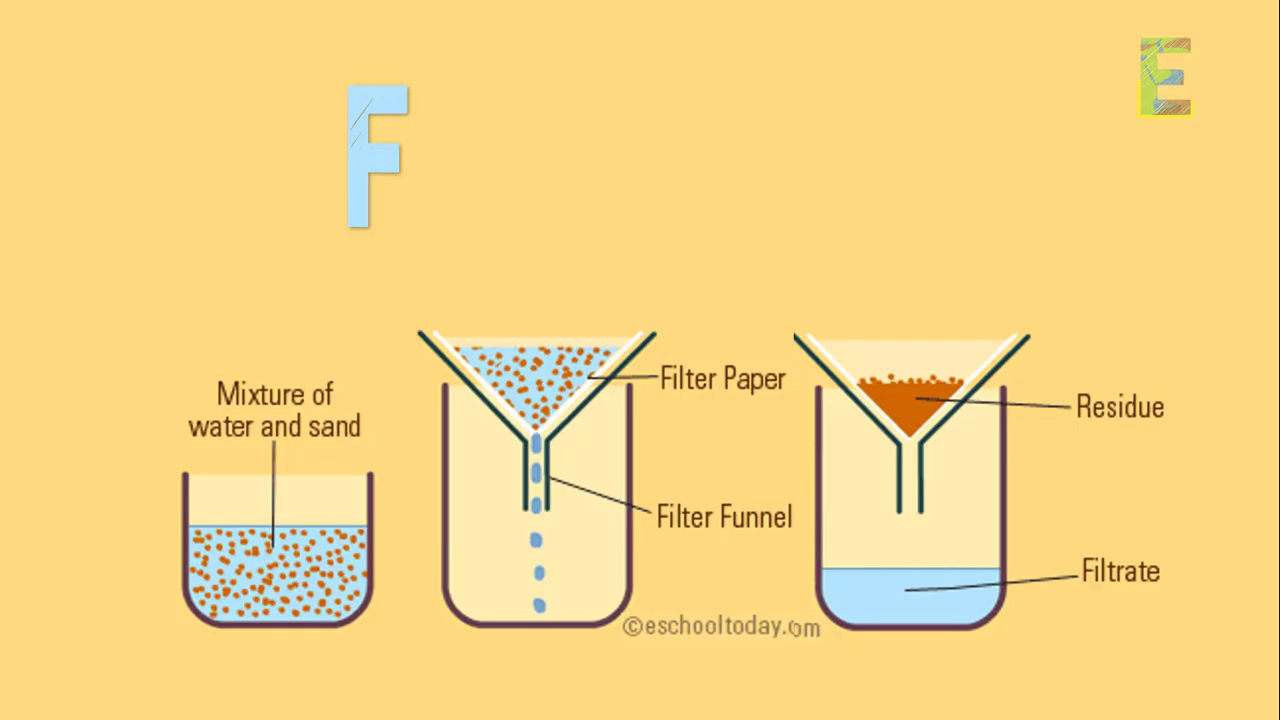 F
E
Mixture of
water and sand
Filter Paper
Filter Funnel
Residue
Filtrate
©eschooltoday.com